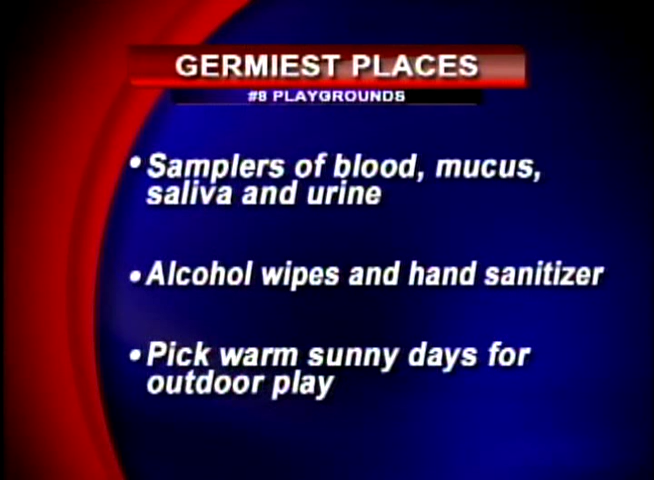 GERMIEST PLACES
#8 PLAYGROUNDS
• Samplers of blood, mucus,
saliva and urine
• Alcohol wipes and hand sanitizer
• Pick warm sunny days for
outdoor play